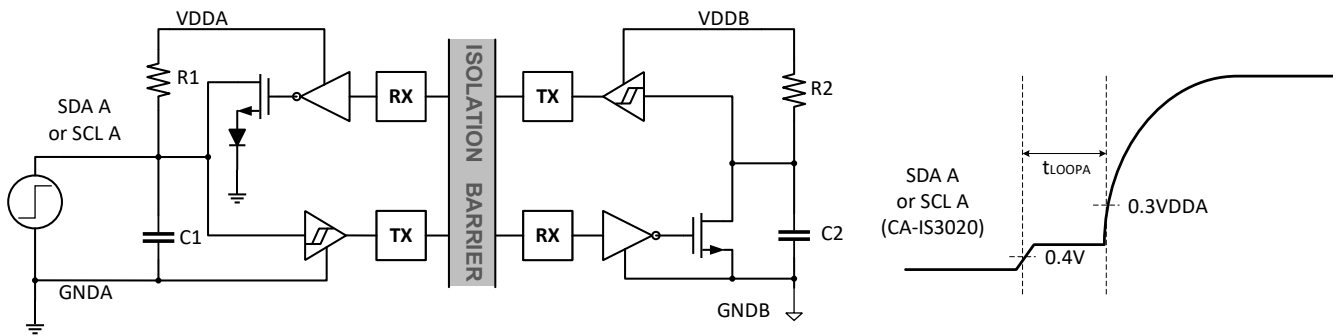 VDDA
VDDB
R1
RX
TX
R2
SDA A
or SCL A
ISOLATION BARRIER
C1
TX
RX
C2
GNDA
GNDB
tLOOPA
SDA A
or SCL A
(CA-IS3020)
0.3VDDA
0.4V